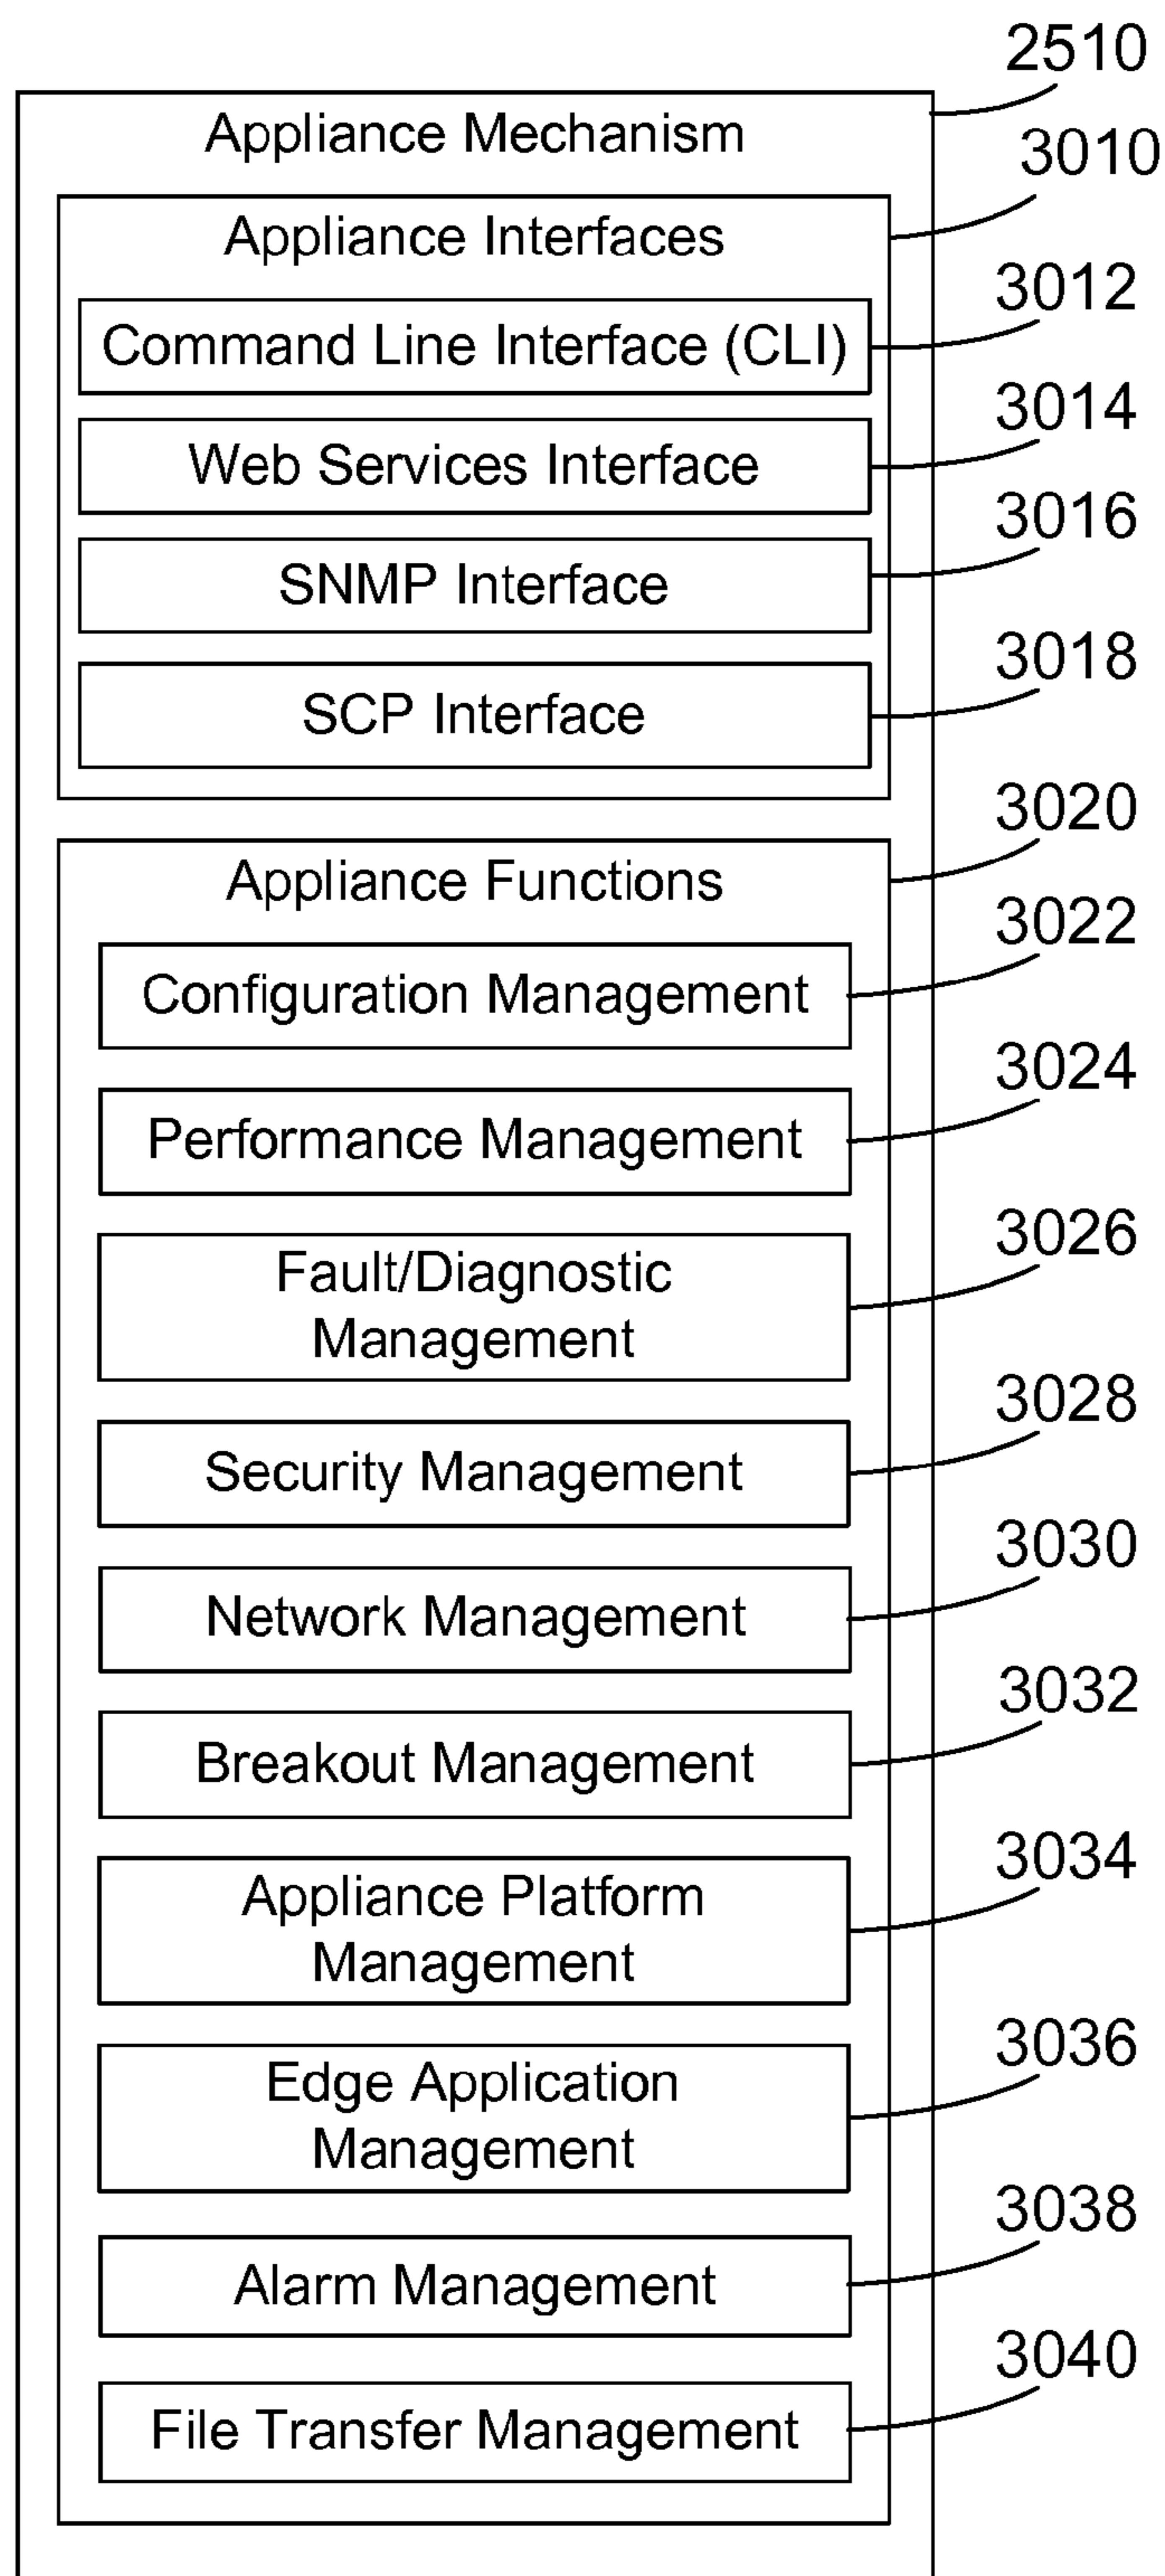 2510
Appliance Mechanism
3010
Appliance Interfaces
3012
Command Line Interface (CLI)
3014
Web Services Interface
3016
SNMP Interface
3018
SCP Interface
3020
Appliance Functions
3022
Configuration Management
3024
Performance Management
3026
Fault/Diagnostic
Management
3028
Security Management
3030
Network Management
3032
Breakout Management
3034
Appliance Platform
Management
3036
Edge Application
Management
3038
Alarm Management
3040
File Transfer Management